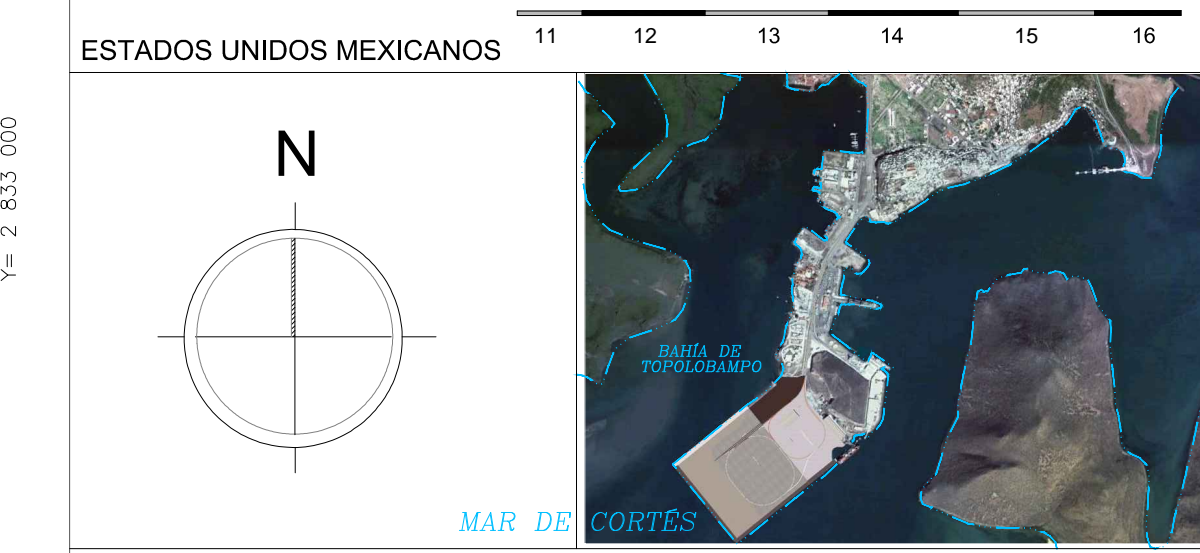 ESTADOS UNIDOS MEXICANOS
11 12 13 14 15 16
Y= 2 833 000
N
BAHÍA DE
TOPOLOBAMPO
MAR DE CORTÉS